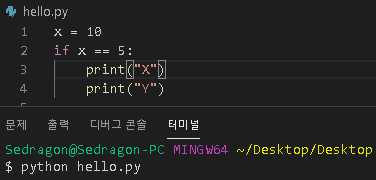 hello.py
1 x = 10
2 if x == 5:
3     print("X")
4     print("Y")
문제 출력 디버그 콘솔 터미널
Sedragon@Sedragon-PC MINGW64 ~/Desktop/Desktop
$ python hello.py